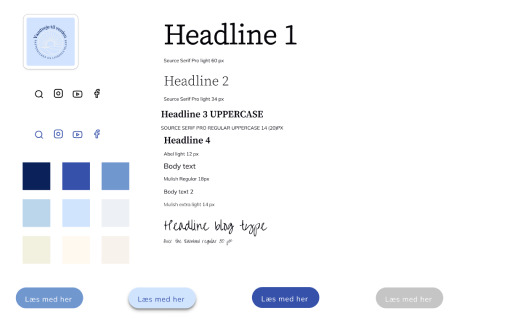 Headline 1
Source Serif Pro light 60 px
Headline 2
Source Serif Pro light 34 px
Headline 3 UPPERCASE
SOURCE SERIF PRO REGULAR UPPERCASE 14 (20)PX
Headline 4
Abel light 12 px
Body text
Mulish Regular 18px
Body text 2
Mulish extra light 14 px
Headline blog type
Over the Rainbow regular 30 px
Læs med her
Læs med her
Læs med her
Læs med her